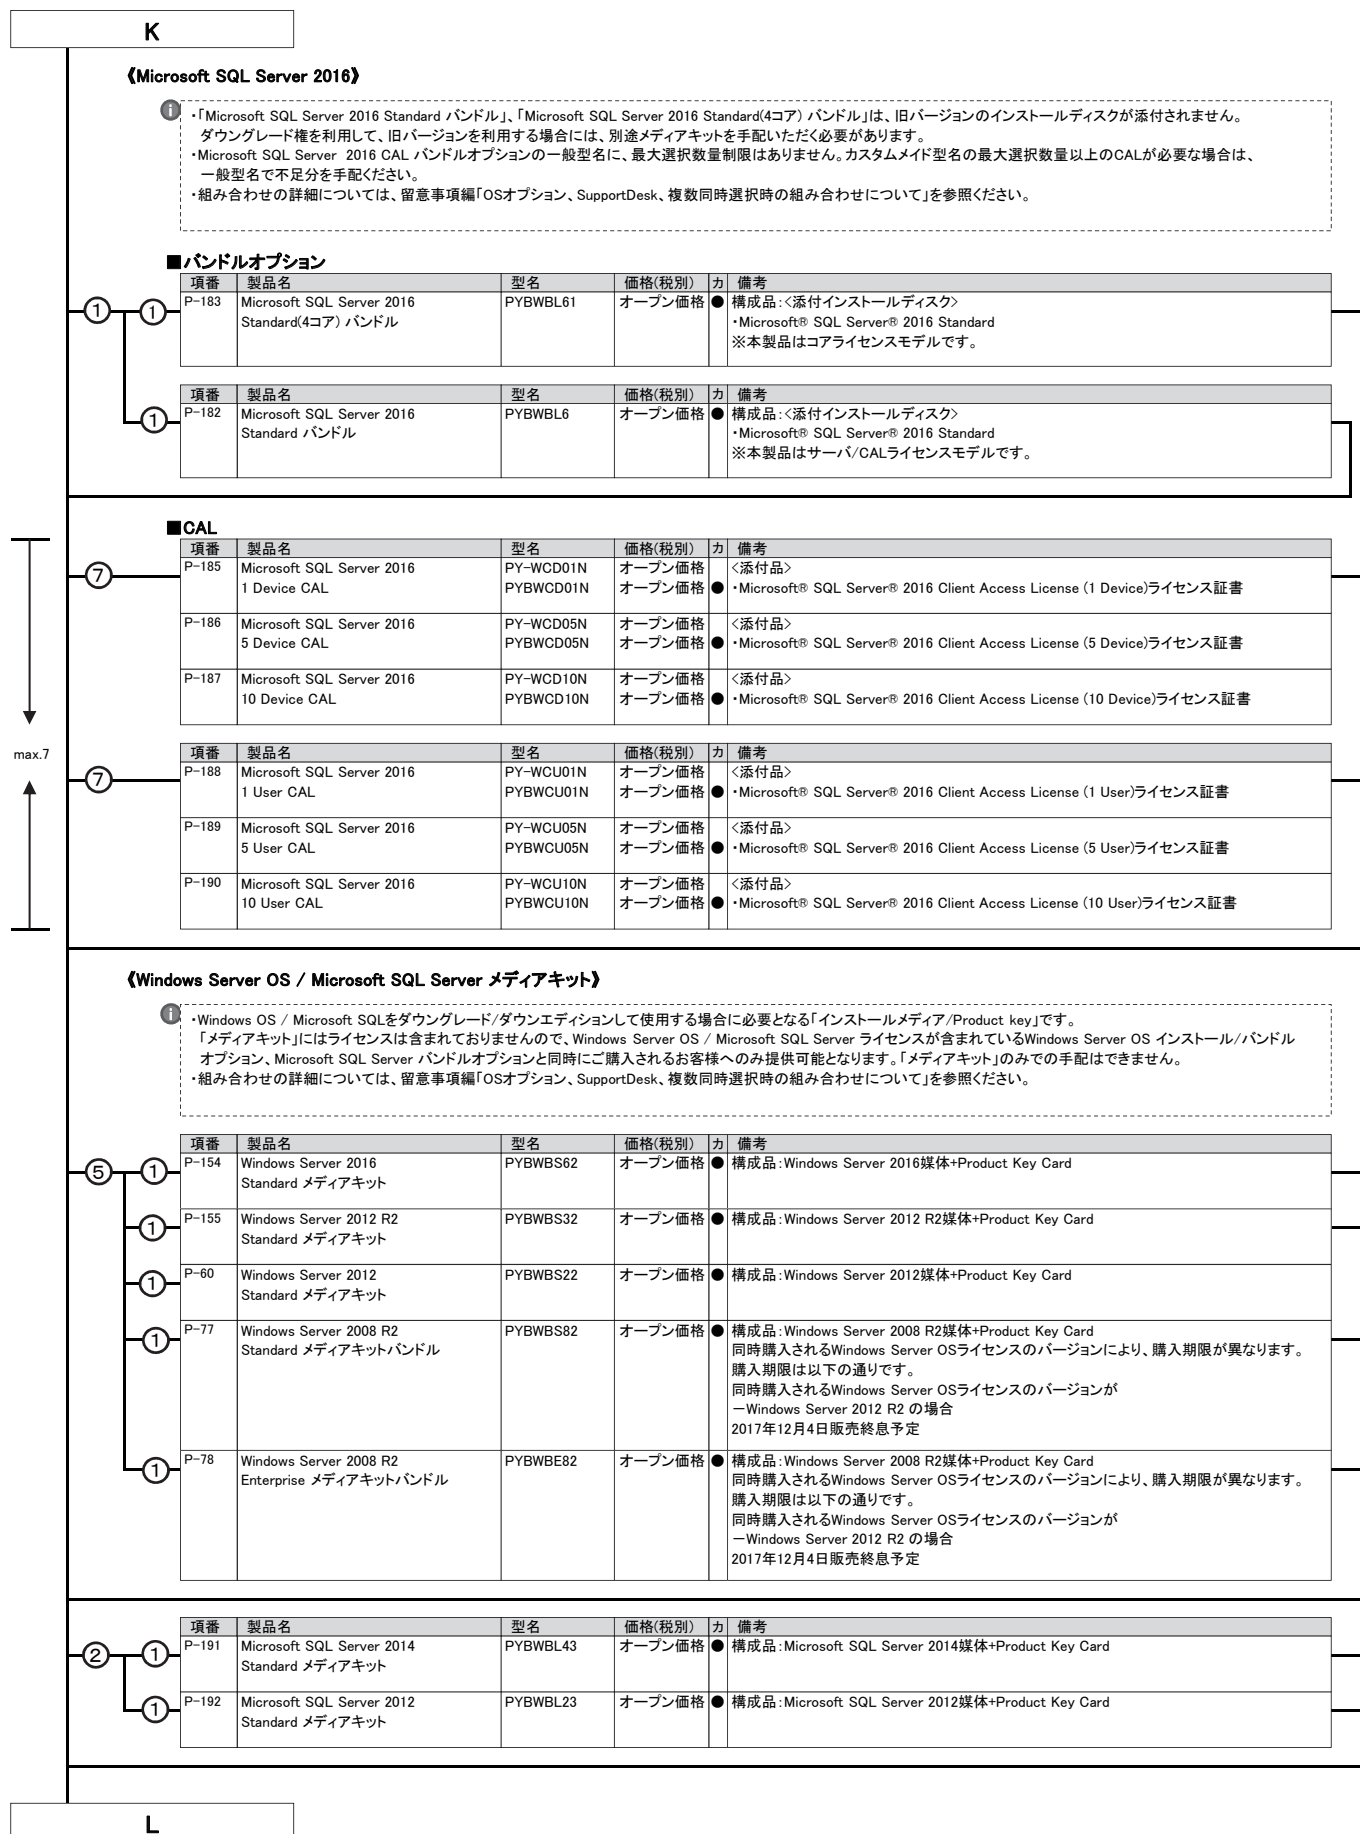 K
《Microsoft SQL Server 2016》
・「Microsoft SQL Server 2016 Standard バンドル」、「Microsoft SQL Server 2016 Standard(4コア) バンドル」は、旧バージョンのインストールディスクが添付されません。
ダウングレード権を利用して、旧バージョンを利用する場合には、別途メディアキットを手配いただく必要があります。
・Microsoft SQL Server 2016 CAL バンドルオプションの一般型名に、最大選択数量制限はありません。カスタムメイド型名の最大選択数量以上のCALが必要な場合は、
一般型名で不足分を手配ください。
・組み合わせの詳細については、留意事項編「OSオプション、SupportDesk、複数同時選択時の組み合わせについて」を参照ください。
■バンドルオプション
項番 製品名 型名 価格(税別) カ 備考
① ① P-183 Microsoft SQL Server 2016 PYBWBL61 オープン価格 ● 構成品:<添付インストールディスク>
Standard(4コア) バンドル ・Microsoft® SQL Server® 2016 Standard
※本製品はコアライセンスモデルです。
項番 製品名 型名 価格(税別) カ 備考
① P-182 Microsoft SQL Server 2016 PYBWBL6 オープン価格 ● 構成品:<添付インストールディスク>
Standard バンドル ・Microsoft® SQL Server® 2016 Standard
※本製品はサーバ/CALライセンスモデルです。
■CAL
項番 製品名 型名 価格(税別) カ 備考
⑦ P-185 Microsoft SQL Server 2016 PY-WCD01N オープン価格 <添付品>
1 Device CAL PYBWCD01N オープン価格 ● ・Microsoft® SQL Server® 2016 Client Access License (1 Device)ライセンス証書
P-186 Microsoft SQL Server 2016 PY-WCD05N オープン価格 <添付品>
5 Device CAL PYBWCD05N オープン価格 ● ・Microsoft® SQL Server® 2016 Client Access License (5 Device)ライセンス証書
P-187 Microsoft SQL Server 2016 PY-WCD10N オープン価格 <添付品>
10 Device CAL PYBWCD10N オープン価格 ● ・Microsoft® SQL Server® 2016 Client Access License (10 Device)ライセンス証書
max.7
項番 製品名 型名 価格(税別) カ 備考
⑦ P-188 Microsoft SQL Server 2016 PY-WCU01N オープン価格 <添付品>
1 User CAL PYBWCU01N オープン価格 ● ・Microsoft® SQL Server® 2016 Client Access License (1 User)ライセンス証書
P-189 Microsoft SQL Server 2016 PY-WCU05N オープン価格 <添付品>
5 User CAL PYBWCU05N オープン価格 ● ・Microsoft® SQL Server® 2016 Client Access License (5 User)ライセンス証書
P-190 Microsoft SQL Server 2016 PY-WCU10N オープン価格 <添付品>
10 User CAL PYBWCU10N オープン価格 ● ・Microsoft® SQL Server® 2016 Client Access License (10 User)ライセンス証書
《Windows Server OS / Microsoft SQL Server メディアキット》
・Windows OS / Microsoft SQLをダウングレード/ダウンエディションして使用する場合に必要となる「インストールメディア/Product key」です。
「メディアキット」にはライセンスは含まれておりませんので、Windows Server OS / Microsoft SQL Server ライセンスが含まれているWindows Server OS インストール/バンドル
オプション、Microsoft SQL Server バンドルオプションと同時にご購入されるお客様へのみ提供可能となります。「メディアキット」のみでの手配はできません。
・組み合わせの詳細については、留意事項編「OSオプション、SupportDesk、複数同時選択時の組み合わせについて」を参照ください。
項番 製品名 型名 価格(税別) カ 備考
⑤ ① P-154 Windows Server 2016 PYBWBS62 オープン価格 ● 構成品:Windows Server 2016媒体+Product Key Card
Standard メディアキット
① P-155 Windows Server 2012 R2 PYBWBS32 オープン価格 ● 構成品:Windows Server 2012 R2媒体+Product Key Card
Standard メディアキット
① P-60 Windows Server 2012 PYBWBS22 オープン価格 ● 構成品:Windows Server 2012媒体+Product Key Card
Standard メディアキット
① P-77 Windows Server 2008 R2 PYBWBS82 オープン価格 ● 構成品:Windows Server 2008 R2媒体+Product Key Card
Standard メディアキットバンドル 同時購入されるWindows Server OSライセンスのバージョンにより、購入期限が異なります。
購入期限は以下の通りです。
同時購入されるWindows Server OSライセンスのバージョンが
－Windows Server 2012 R2 の場合
2017年12月4日販売終息予定
① P-78 Windows Server 2008 R2 PYBWBE82 オープン価格 ● 構成品:Windows Server 2008 R2媒体+Product Key Card
Enterprise メディアキットバンドル 同時購入されるWindows Server OSライセンスのバージョンにより、購入期限が異なります。
購入期限は以下の通りです。
同時購入されるWindows Server OSライセンスのバージョンが
－Windows Server 2012 R2 の場合
2017年12月4日販売終息予定
項番 製品名 型名 価格(税別) カ 備考
② ① P-191 Microsoft SQL Server 2014 PYBWBL43 オープン価格 ● 構成品:Microsoft SQL Server 2014媒体+Product Key Card
Standard メディアキット
① P-192 Microsoft SQL Server 2012 PYBWBL23 オープン価格 ● 構成品:Microsoft SQL Server 2012媒体+Product Key Card
Standard メディアキット
L